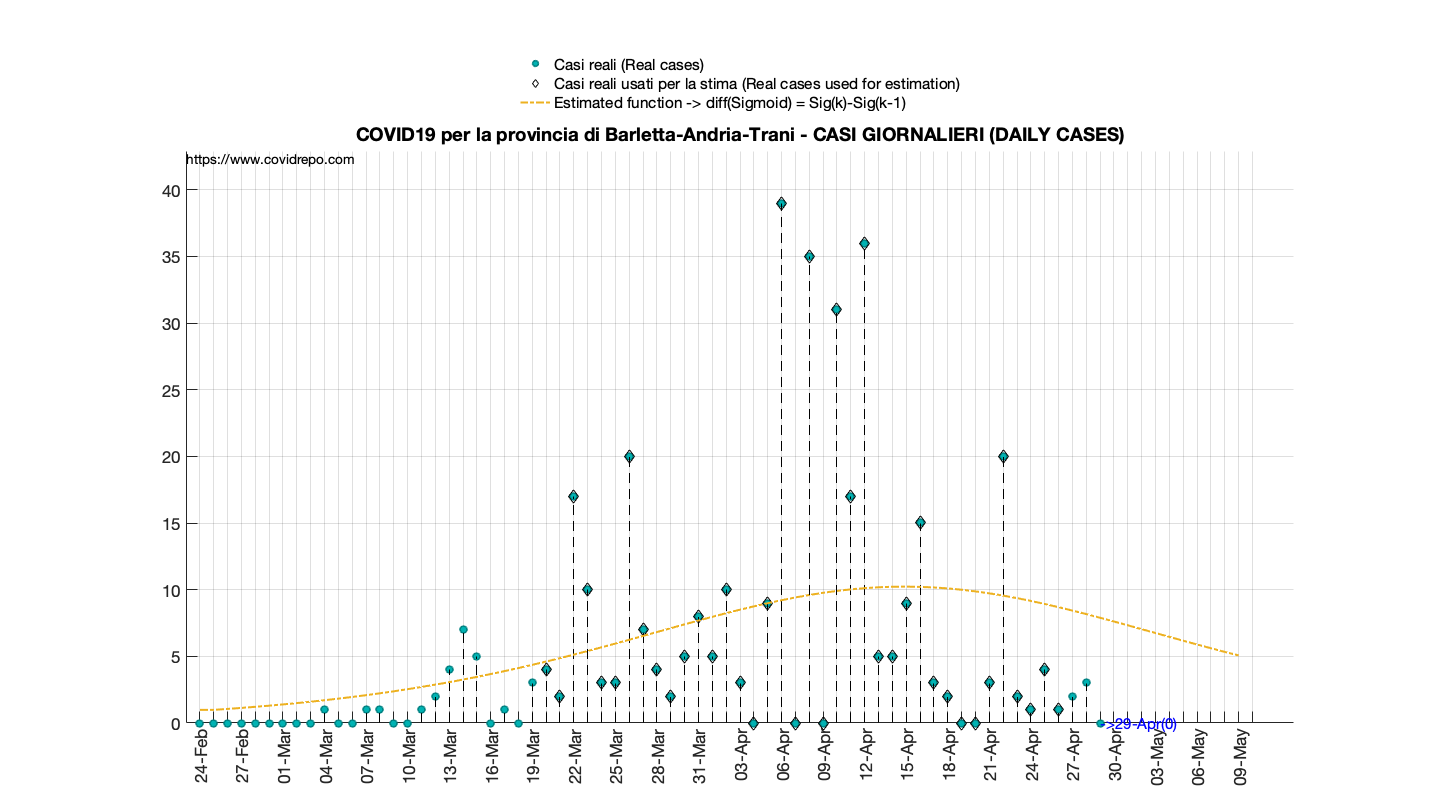 Casi reali (Real cases)
Casi reali usati per la stima (Real cases used for estimation)
Estimated function -> diff(Sigmoid) = Sig(k)-Sig(k-1)
COVID19 per la provincia di Barletta-Andria-Trani - CASI GIORNALIERI (DAILY CASES)
https://www.covidrepo.com
40
35
30
25
20
15
10
5
0
->29-Apr(0)
24-Feb
27-Feb
01-Mar
04-Mar
07-Mar
10-Mar
13-Mar
16-Mar
19-Mar
22-Mar
25-Mar
28-Mar
31-Mar
03-Apr
06-Apr
09-Apr
12-Apr
15-Apr
18-Apr
21-Apr
24-Apr
27-Apr
30-Apr
03-May
06-May
09-May